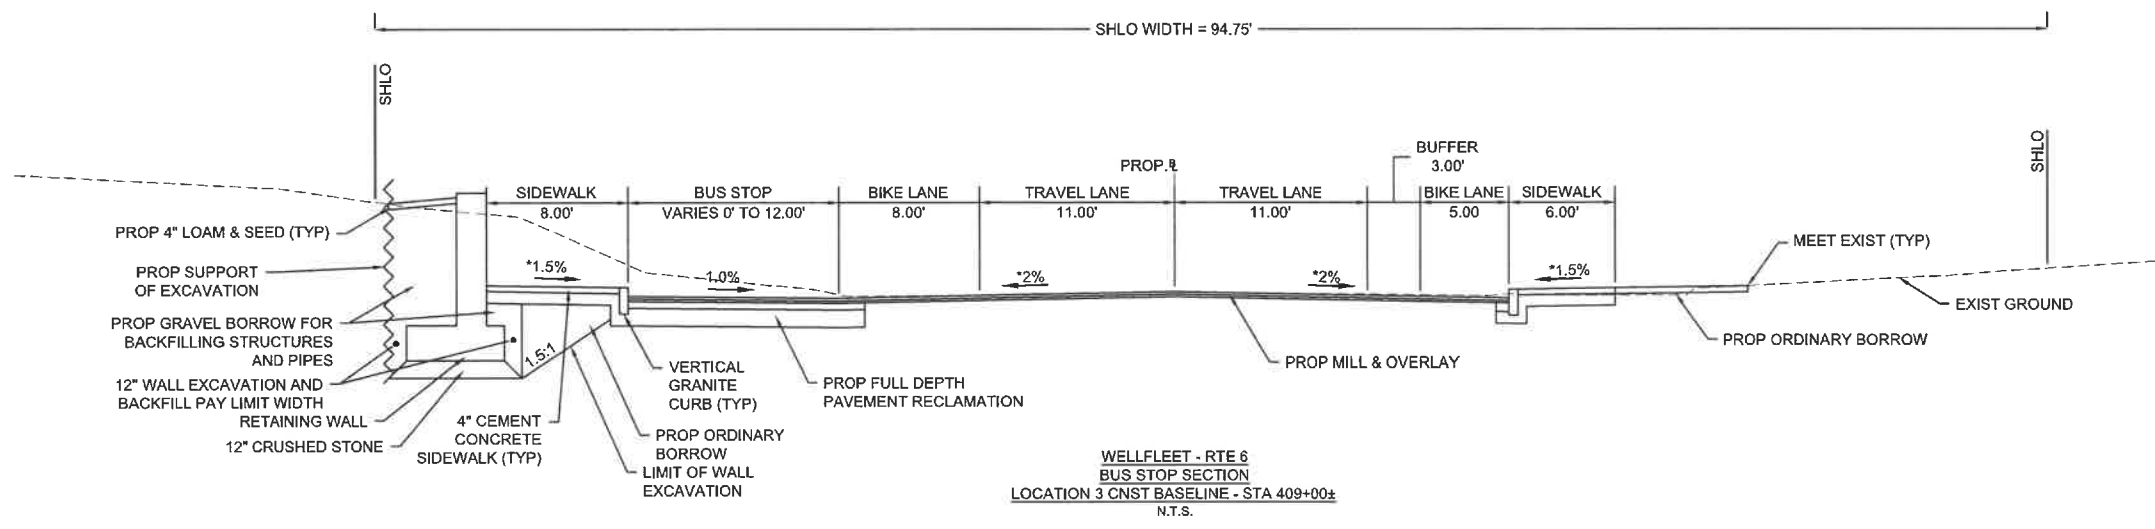 SHLO WIDTH = 94.75'
SHLO
SHLO
BUFFER
3.00'
PROP. BL
SIDEWALK
8.00'
BUS STOP
VARIES 0' TO 12.00'
BIKE LANE
8.00'
TRAVEL LANE
11.00'
TRAVEL LANE
11.00'
BIKE LANE
5.00
SIDEWALK
6.00'
PROP 4" LOAM & SEED (TYP)
PROP SUPPORT
OF EXCAVATION
PROP GRAVEL BORROW FOR
BACKFILLING STRUCTURES
AND PIPES
12" WALL EXCAVATION AND
BACKFILL PAY LIMIT WIDTH
RETAINING WALL
12" CRUSHED STONE
*1.5%
1.0%
*2%
*2%
*1.5%
1.5:1
4" CEMENT
CONCRETE
SIDEWALK (TYP)
VERTICAL
GRANITE
CURB (TYP)
PROP ORDINARY
BORROW
LIMIT OF WALL
EXCAVATION
PROP FULL DEPTH
PAVEMENT RECLAMATION
PROP MILL & OVERLAY
MEET EXIST (TYP)
EXIST GROUND
PROP ORDINARY BORROW
WELLFLEET - RTE 6
BUS STOP SECTION
LOCATION 3 CNST BASELINE - STA 409+00±
N.T.S.